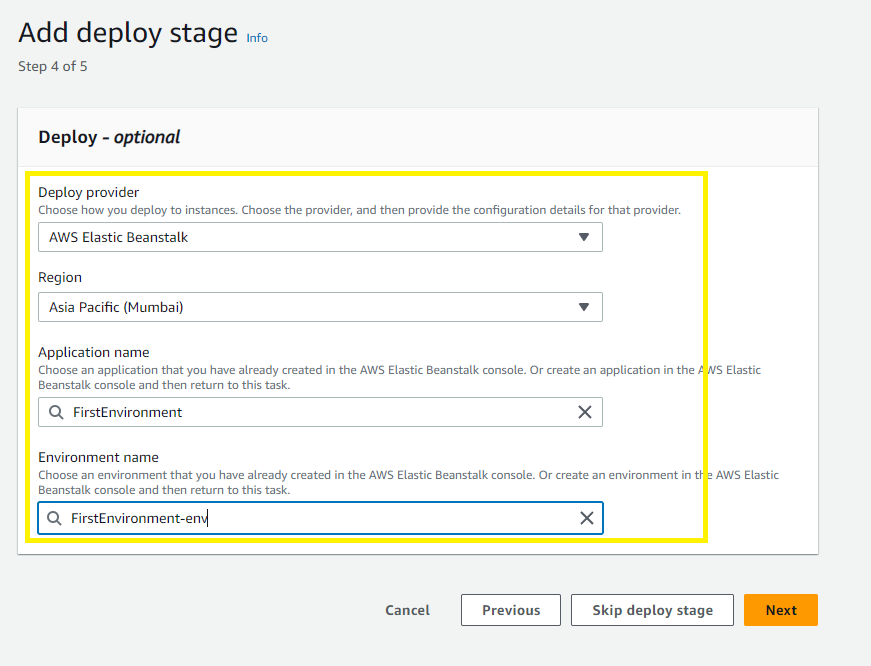 Add deploy stage Info
Step 4 of 5
Deploy - optional
Deploy provider
Choose how you deploy to instances. Choose the provider, and then provide the configuration details for that provider.
AWS Elastic Beanstalk
Region
Asia Pacific (Mumbai)
Application name
Choose an application that you have already created in the AWS Elastic Beanstalk console. Or create an application in the AWS Elastic
Beanstalk console and then return to this task.
FirstEnvironment
Environment name
Choose an environment that you have already created in the AWS Elastic Beanstalk console. Or create an environment in the AWS Elastic
Beanstalk console and then return to this task.
FirstEnvironment-env
Cancel Previous Skip deploy stage Next